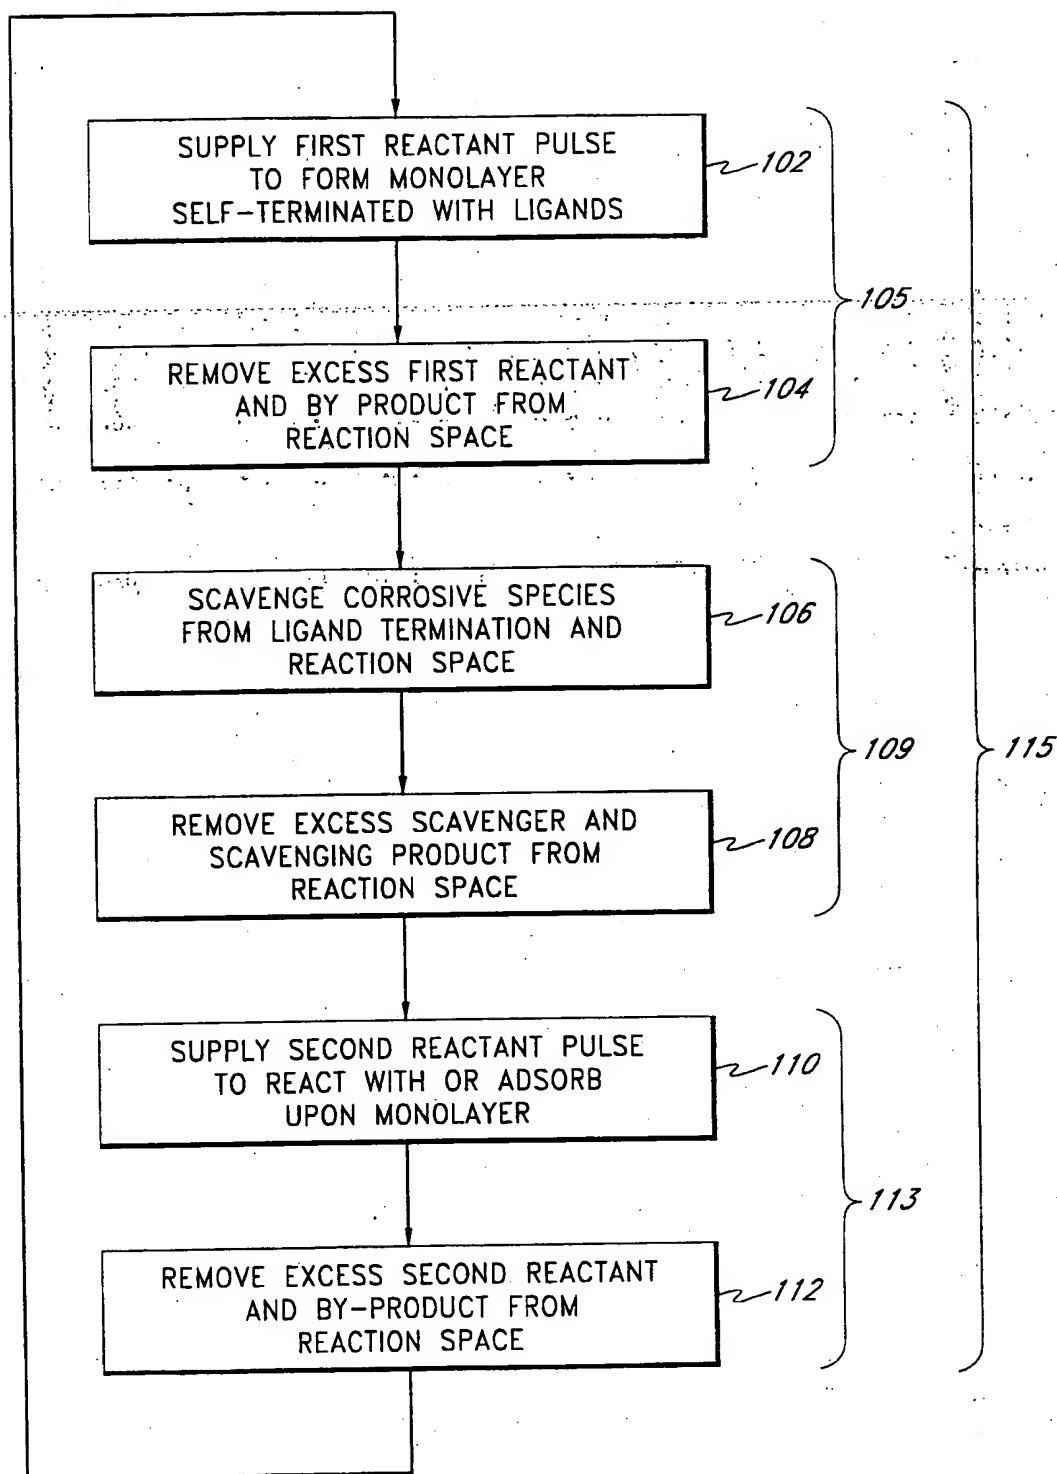 SUPPLY FIRST REACTANT PULSE
TO FORM MONOLAYER
SELF-TERMINATED WITH LIGANDS
102
105
REMOVE EXCESS FIRST REACTANT
AND BY PRODUCT FROM
REACTION SPACE
104
SCAVENGE CORROSIVE SPECIES
FROM LIGAND TERMINATION AND
REACTION SPACE
106
109
115
REMOVE EXCESS SCAVENGER AND
SCAVENGING PRODUCT FROM
REACTION SPACE
108
SUPPLY SECOND REACTANT PULSE
TO REACT WITH OR ADSORB
UPON MONOLAYER
110
113
REMOVE EXCESS SECOND REACTANT
AND BY-PRODUCT FROM
REACTION SPACE
112